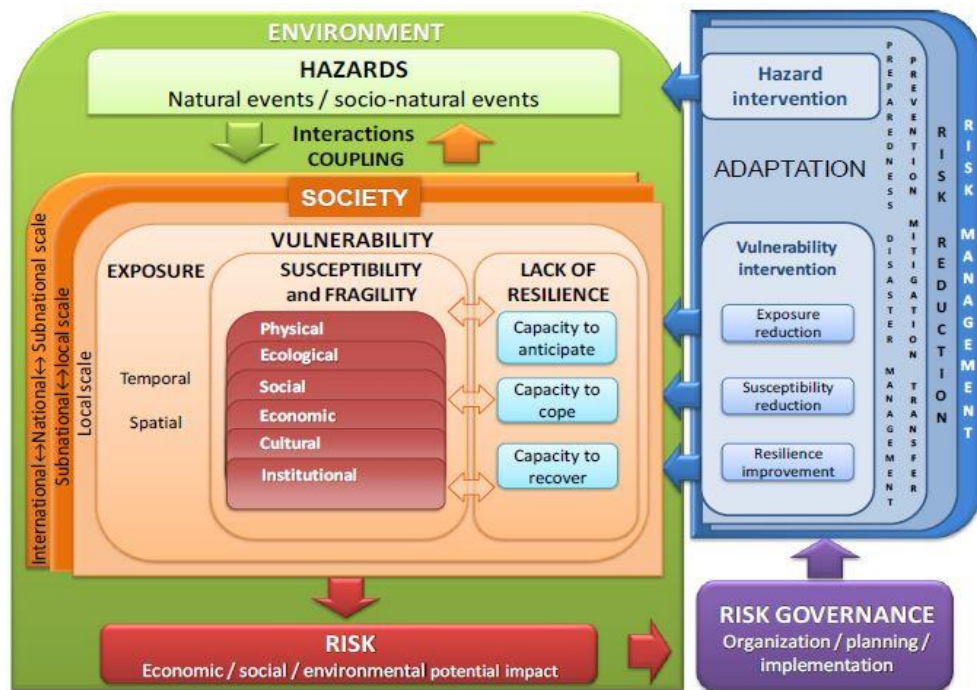 ENVIRONMENT
HAZARDS
Natural events / socio-natural events
Interactions
COUPLING
SOCIETY
International↔National↔Subnational scale
Subnational↔local scale
Local scale
VULNERABILITY
EXPOSURE
Temporal
Spatial
SUSCEPTIBILITY
and FRAGILITY
Physical
Ecological
Social
Economic
Cultural
Institutional
LACK OF
RESILIENCE
Capacity to
anticipate
Capacity to
cope
Capacity to
recover
RISK
Economic / social / environmental potential impact
Hazard
intervention
ADAPTATION
Vulnerability
intervention
Exposure
reduction
Susceptibility
reduction
Resilience
improvement
PREPAREDNESS DISASTER MANAGEMENT
PREVENTION MITIGATION TRANSFER
RISK REDUCTION
RISK MANAGEMENT
RISK GOVERNANCE
Organization / planning /
implementation